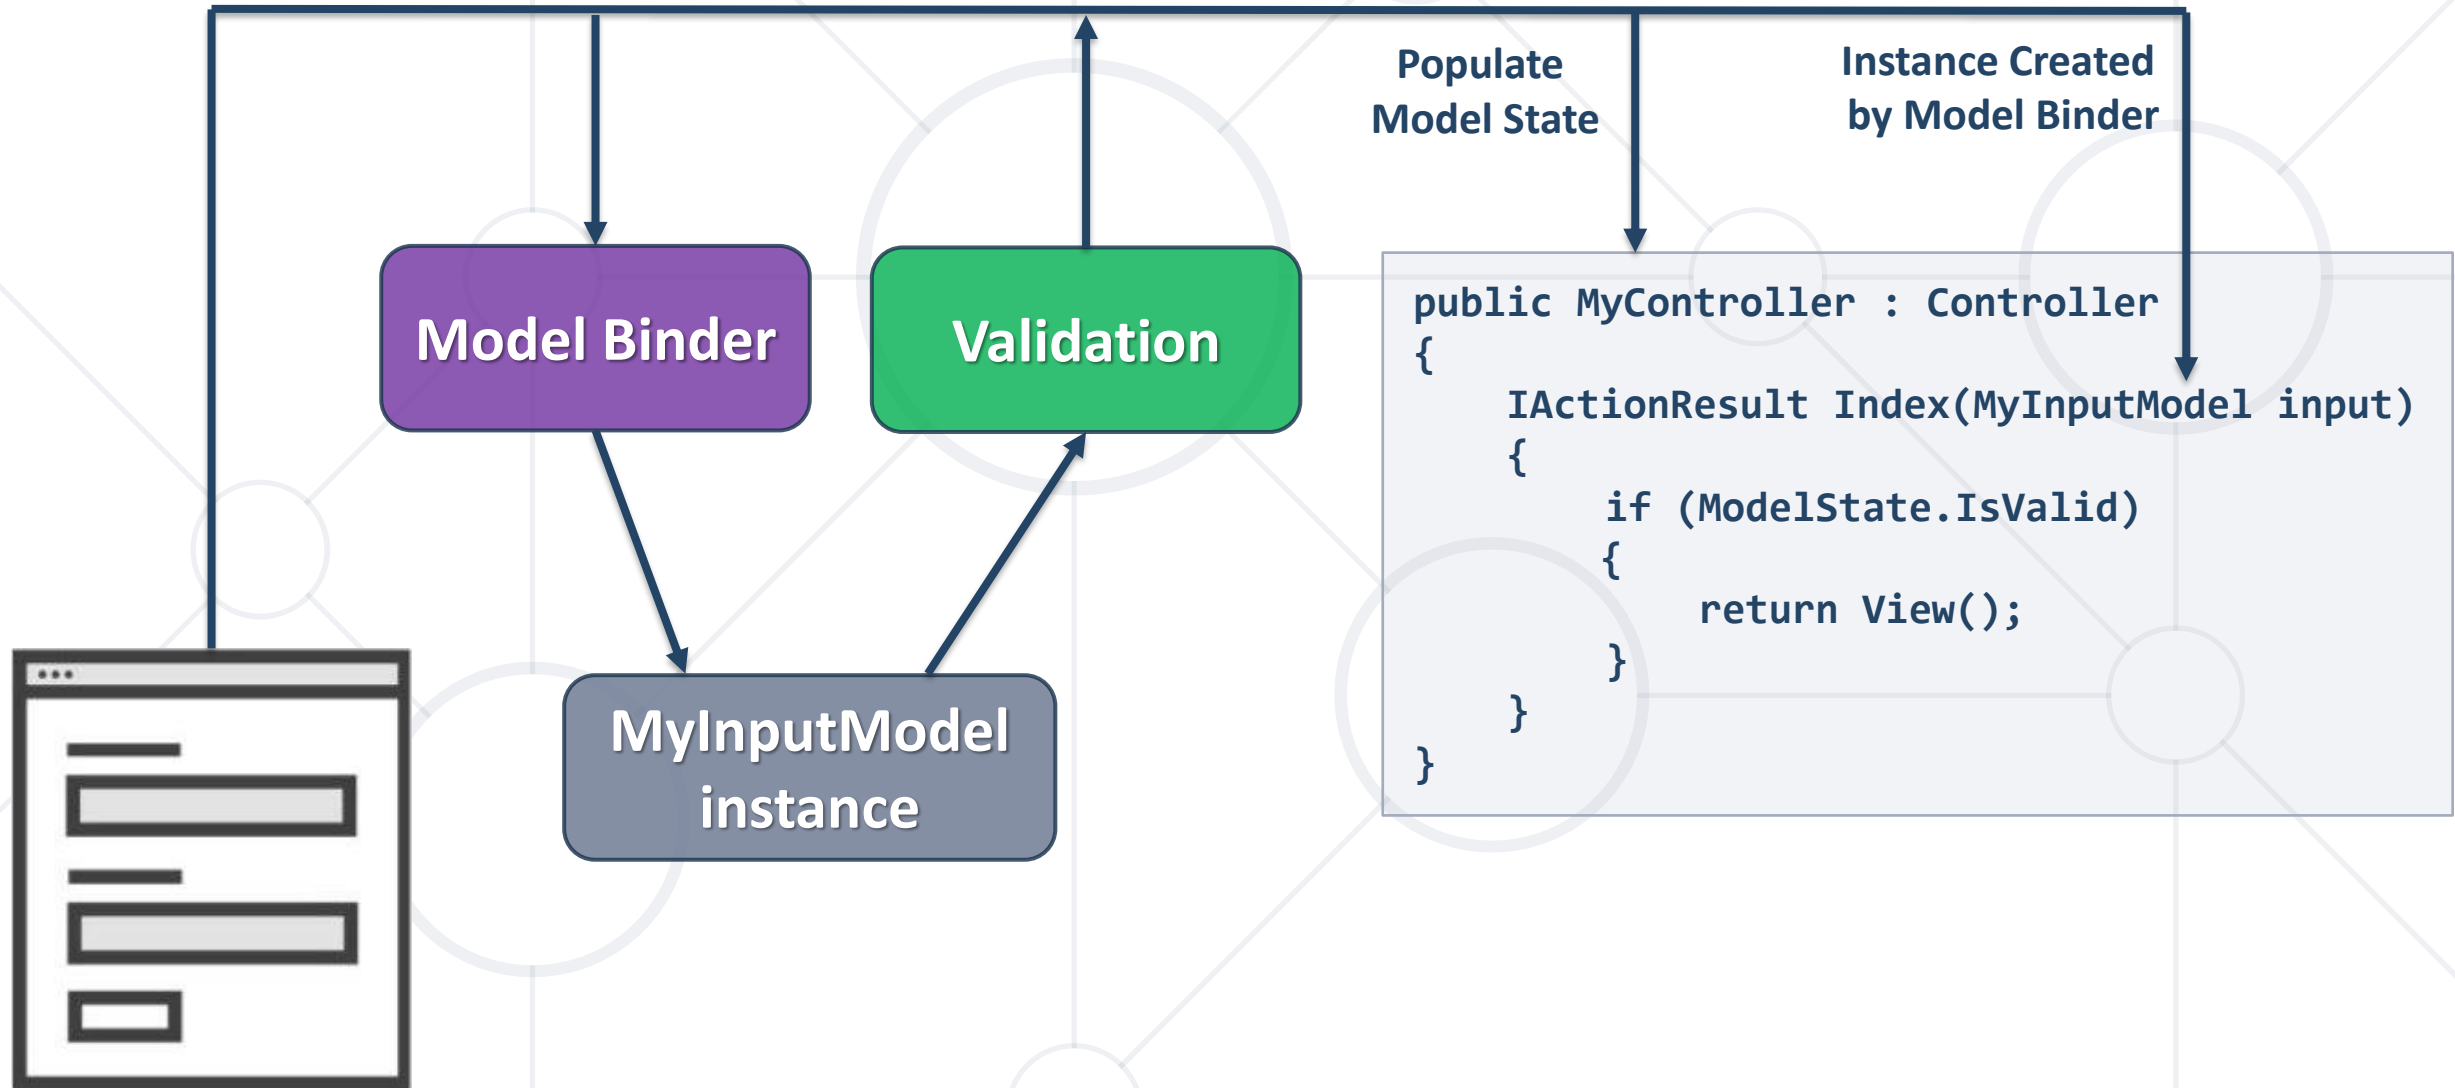 Populate
Model State
Instance Created
by Model Binder
Model Binder
Validation
MyInputModel
instance
public MyController : Controller
{
    IActionResult Index(MyInputModel input)
    {
        if (ModelState.IsValid)
        {
            return View();
        }
    }
}